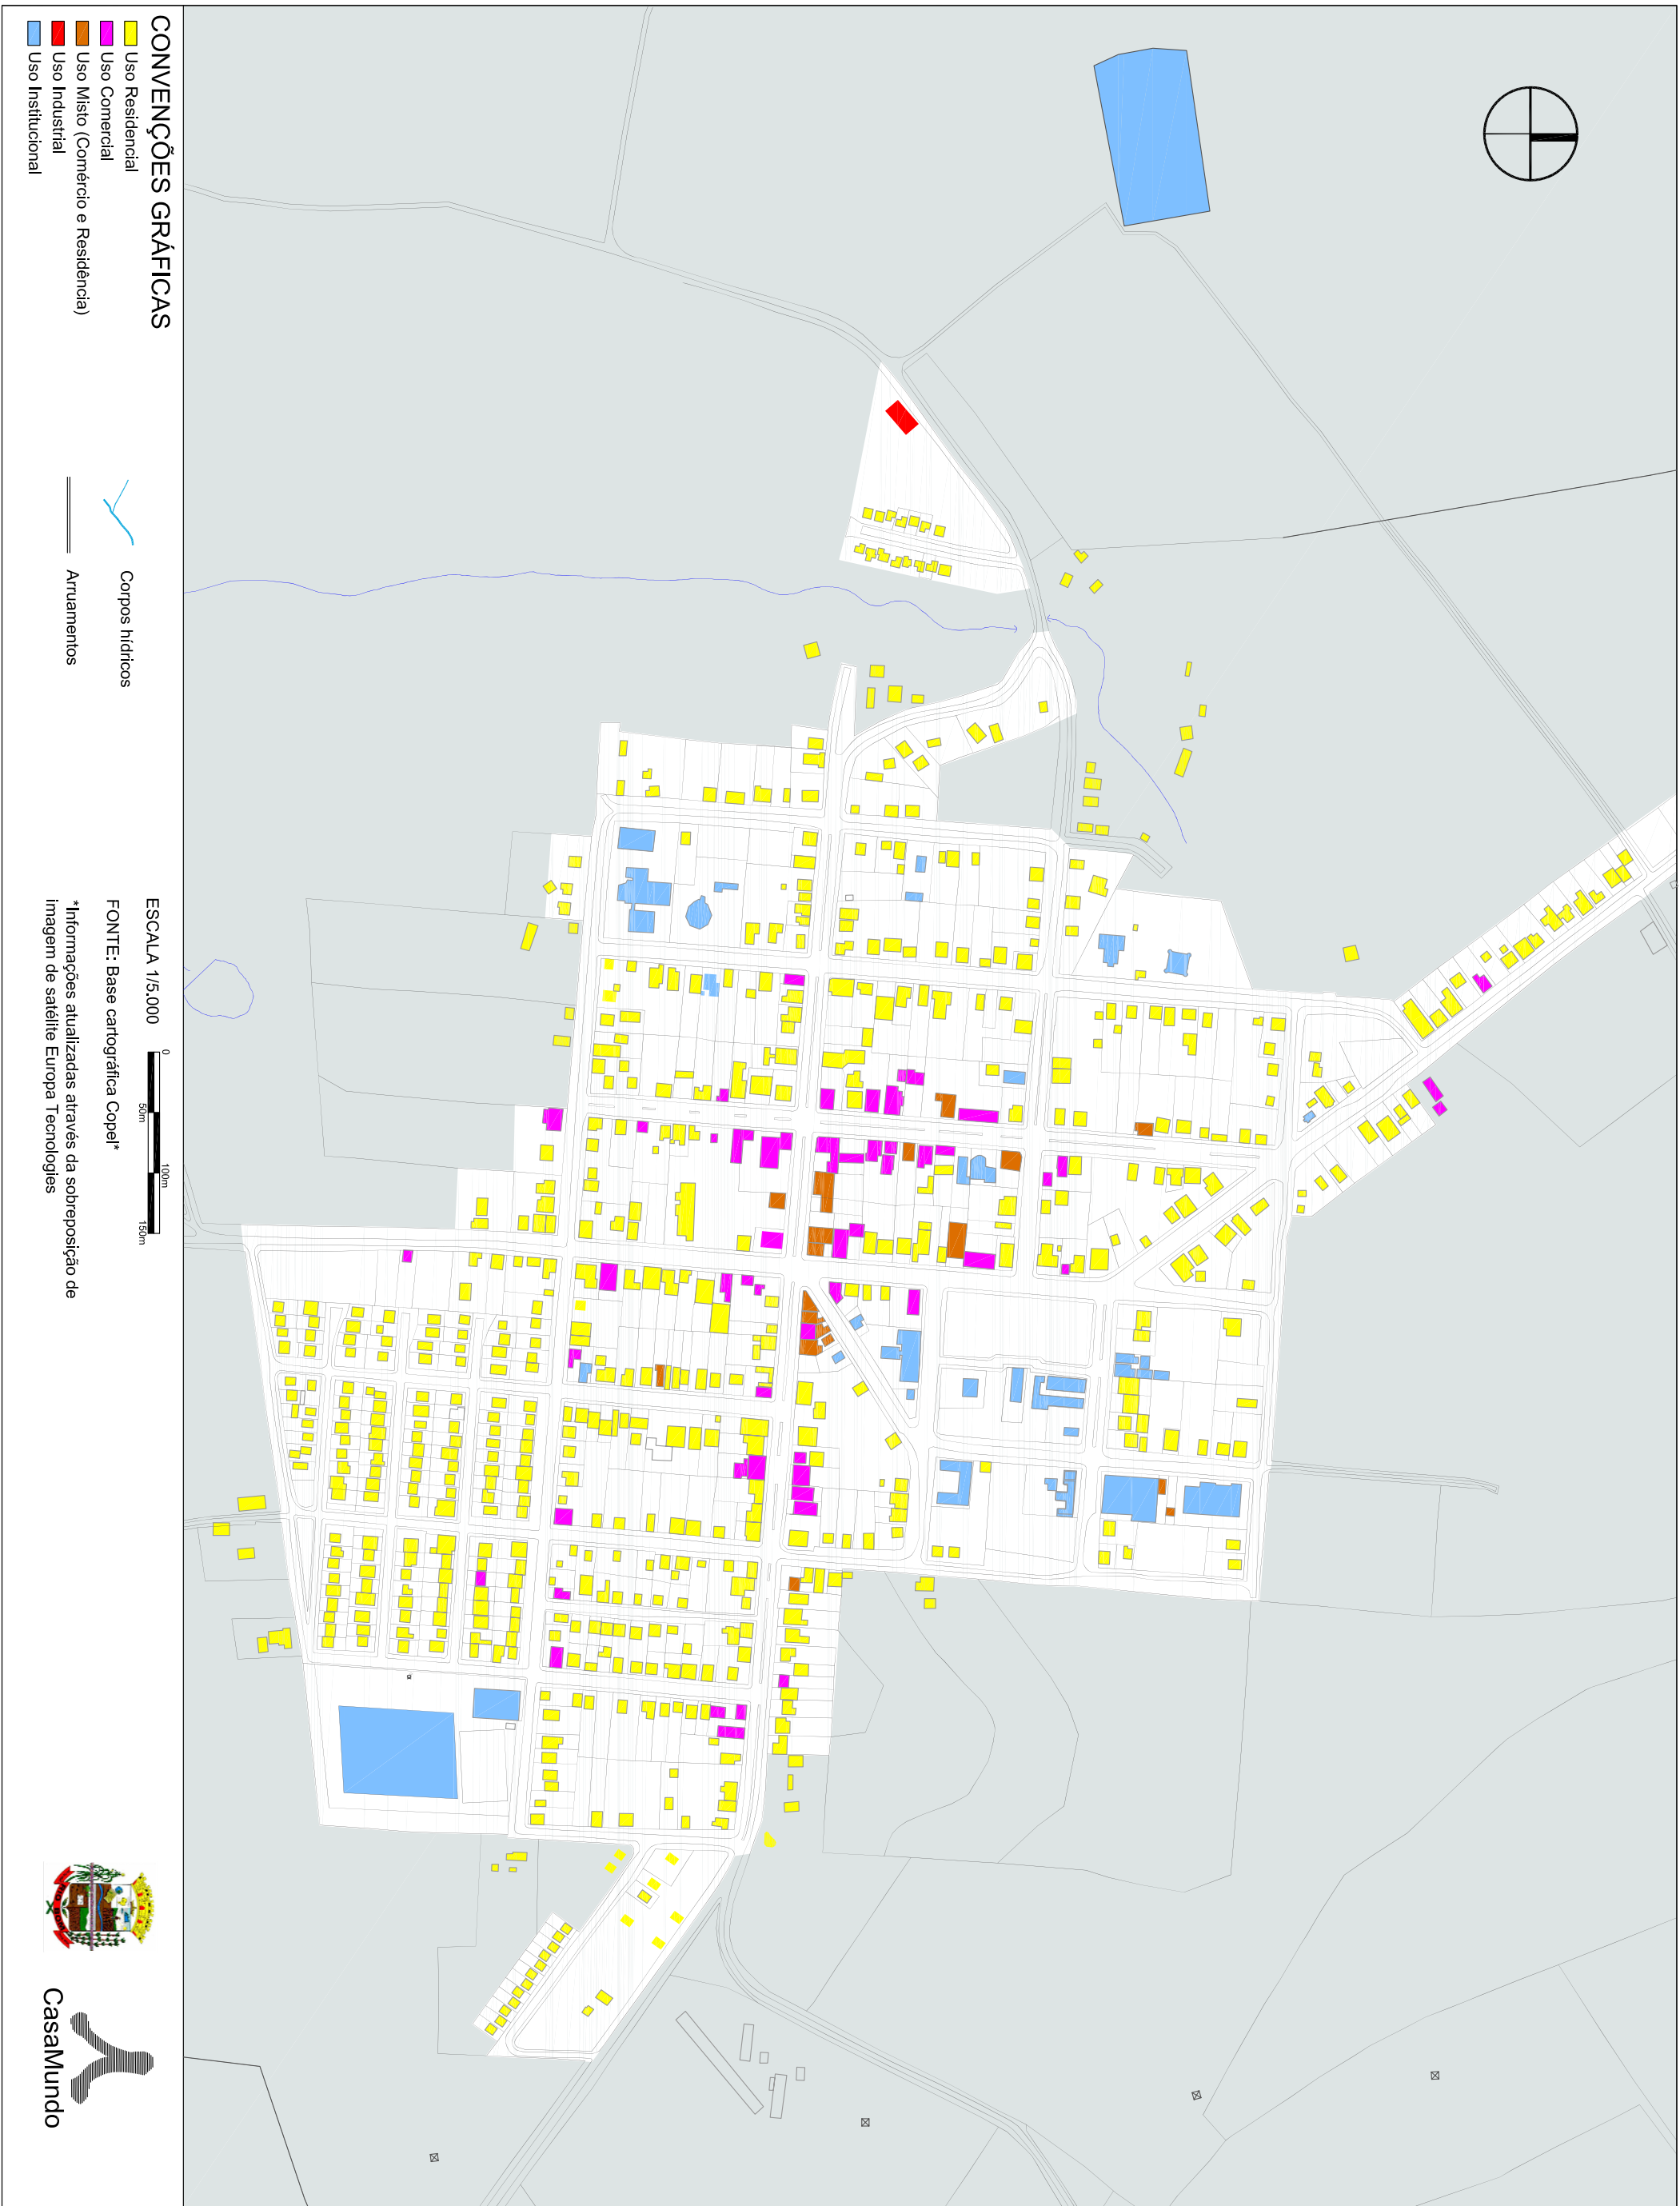 CONVENÇÕES GRÁFICAS
Uso Residencial
Uso Comercial
Uso Misto (Comércio e Residência)
Uso Industrial
Uso Institucional
Corpos hídricos
Arruamentos
ESCALA 1/5.000
0 50m 100m 150m
FONTE: Base cartográfica Copel*
*Informações atualizadas através da sobreposição de
imagem de satélite Europa Tecnologies
CasaMundo